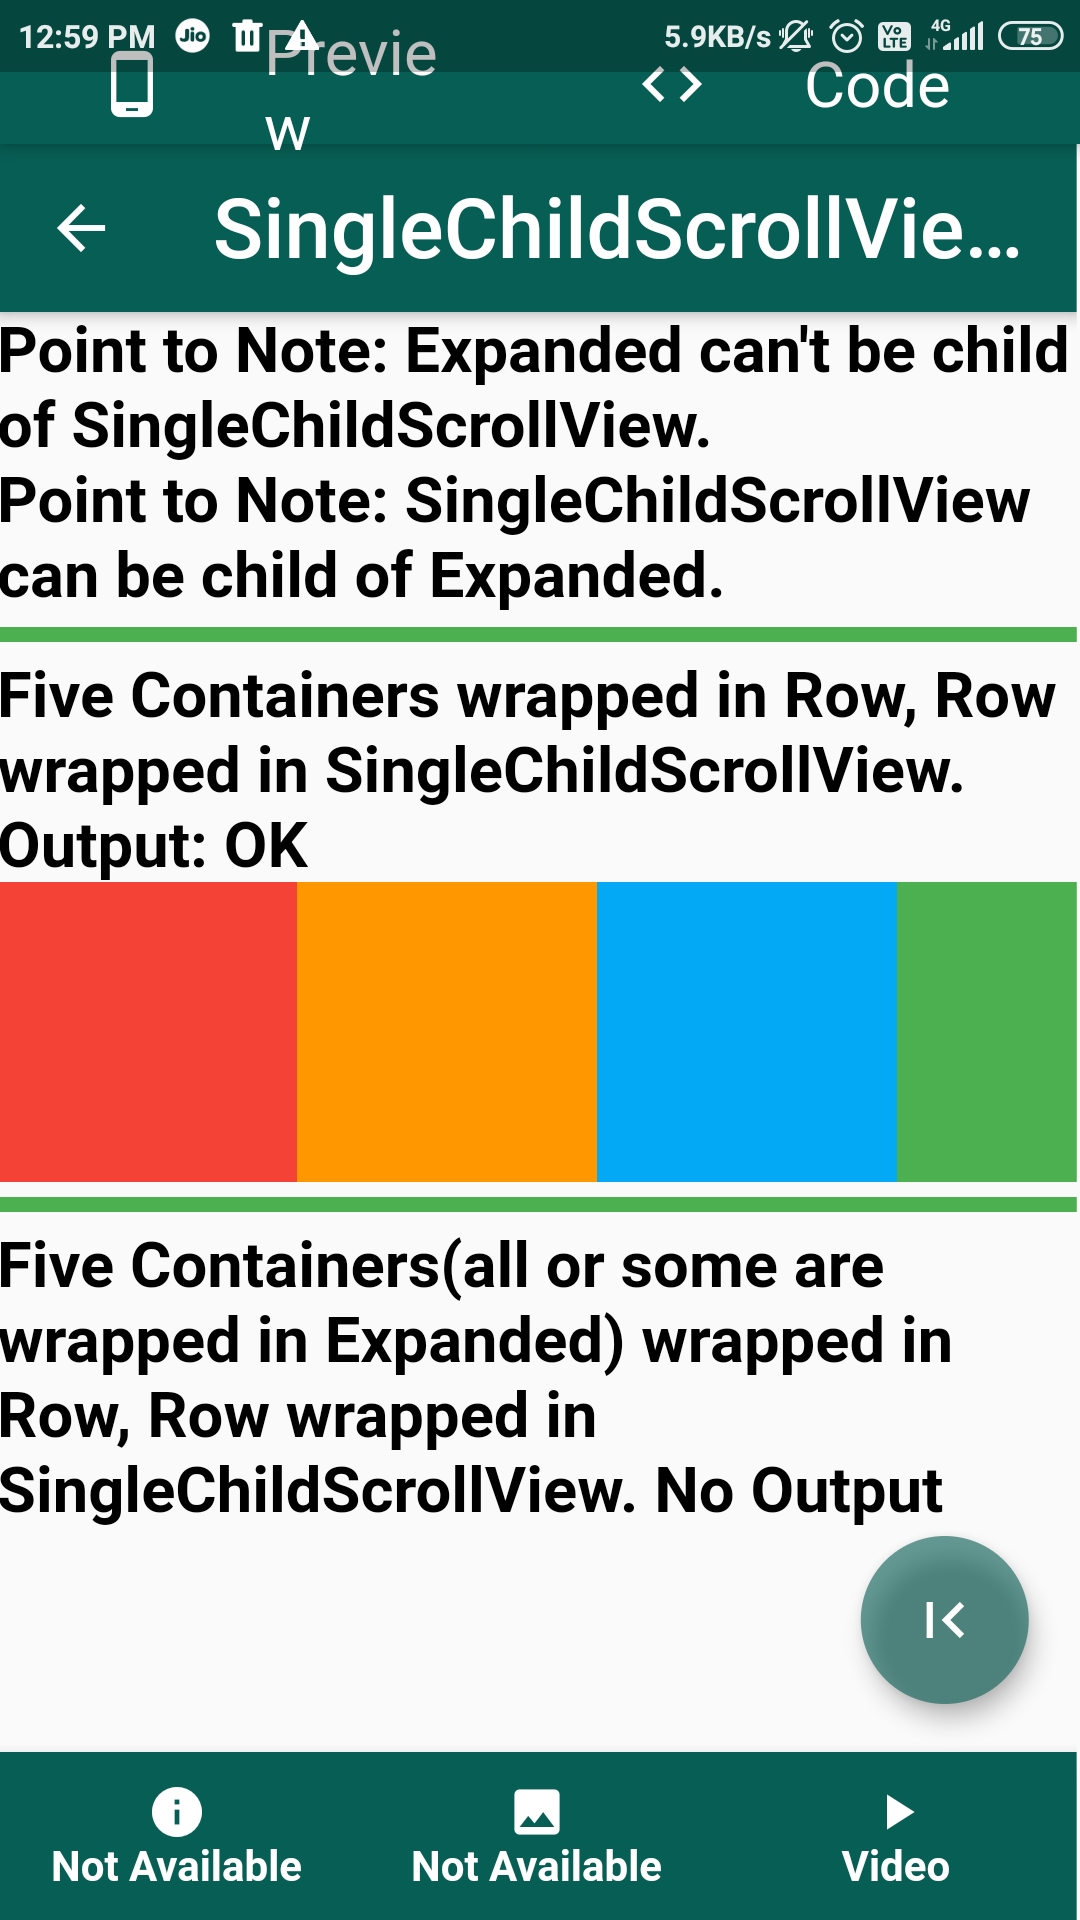 12:59 PM Jio 5.9KB/s Vo LTE 4G 75
Previe
w
Code
SingleChildScrollVie...
Point to Note: Expanded can't be child
of SingleChildScrollView.
Point to Note: SingleChildScrollView
can be child of Expanded.
Five Containers wrapped in Row, Row
wrapped in SingleChildScrollView.
Output: OK
Five Containers(all or some are
wrapped in Expanded) wrapped in
Row, Row wrapped in
SingleChildScrollView. No Output
Not Available
Not Available
Video